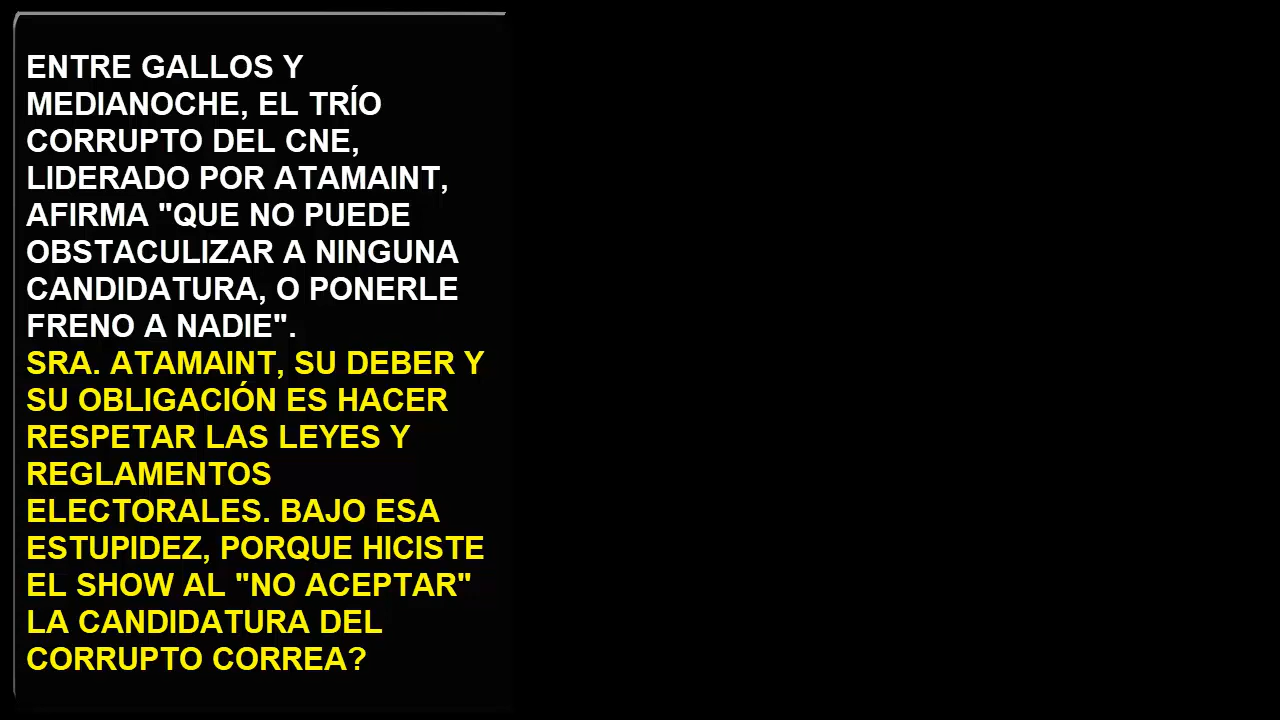 ENTRE GALLOS Y
MEDIANOCHE, EL TRÍO
CORRUPTO DEL CNE,
LIDERADO POR ATAMAINT,
AFIRMA "QUE NO PUEDE
OBSTACULIZAR A NINGUNA
CANDIDATURA, O PONERLE
FRENO A NADIE".
SRA. ATAMAINT, SU DEBER Y
SU OBLIGACIÓN ES HACER
RESPETAR LAS LEYES Y
REGLAMENTOS
ELECTORALES. BAJO ESA
ESTUPIDEZ, PORQUE HICISTE
EL SHOW AL "NO ACEPTAR"
LA CANDIDATURA DEL
CORRUPTO CORREA?